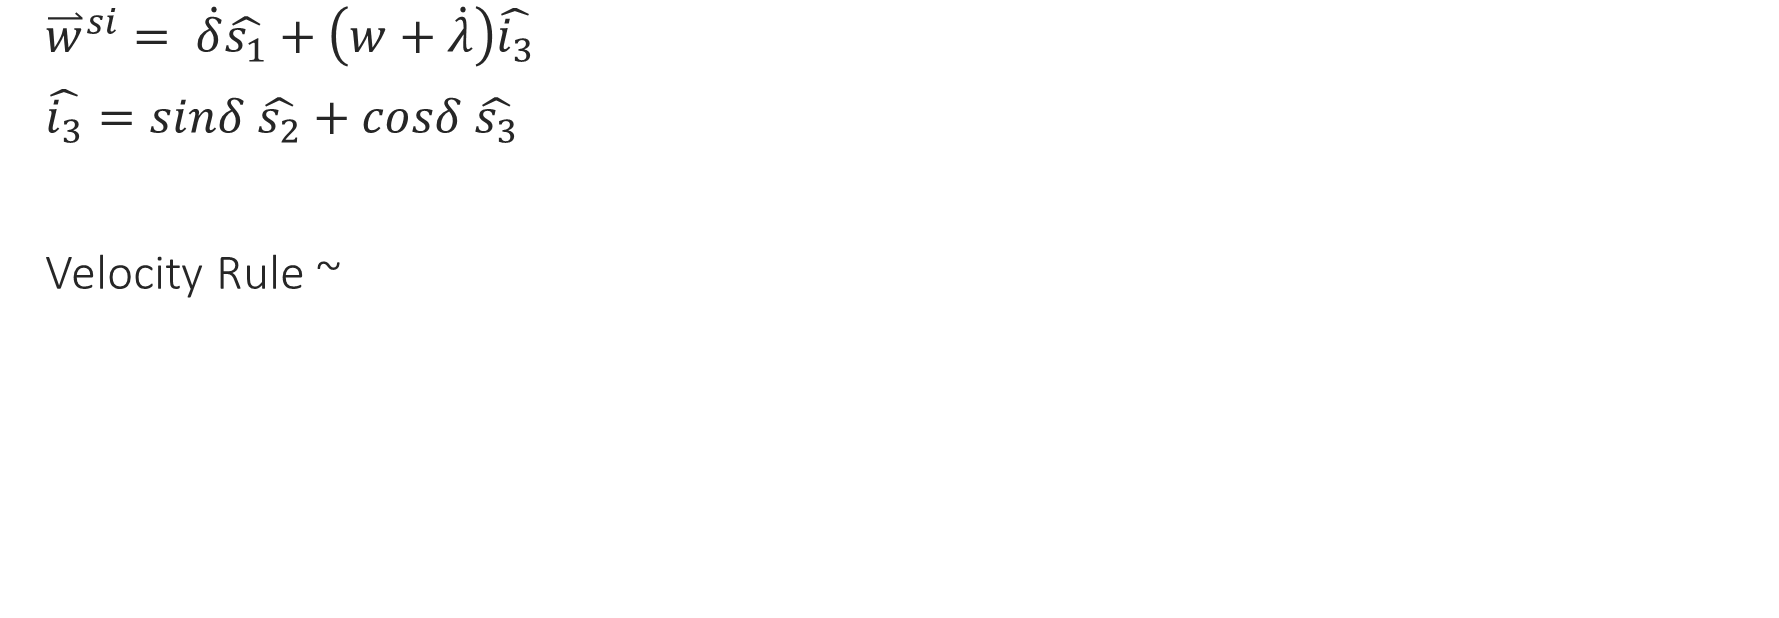 w⃗ˢⁱ = δ̇ŝ₁ + (w + λ̇)î₃
î₃ = sinδ ŝ₂ + cosδ ŝ₃
Velocity Rule ~